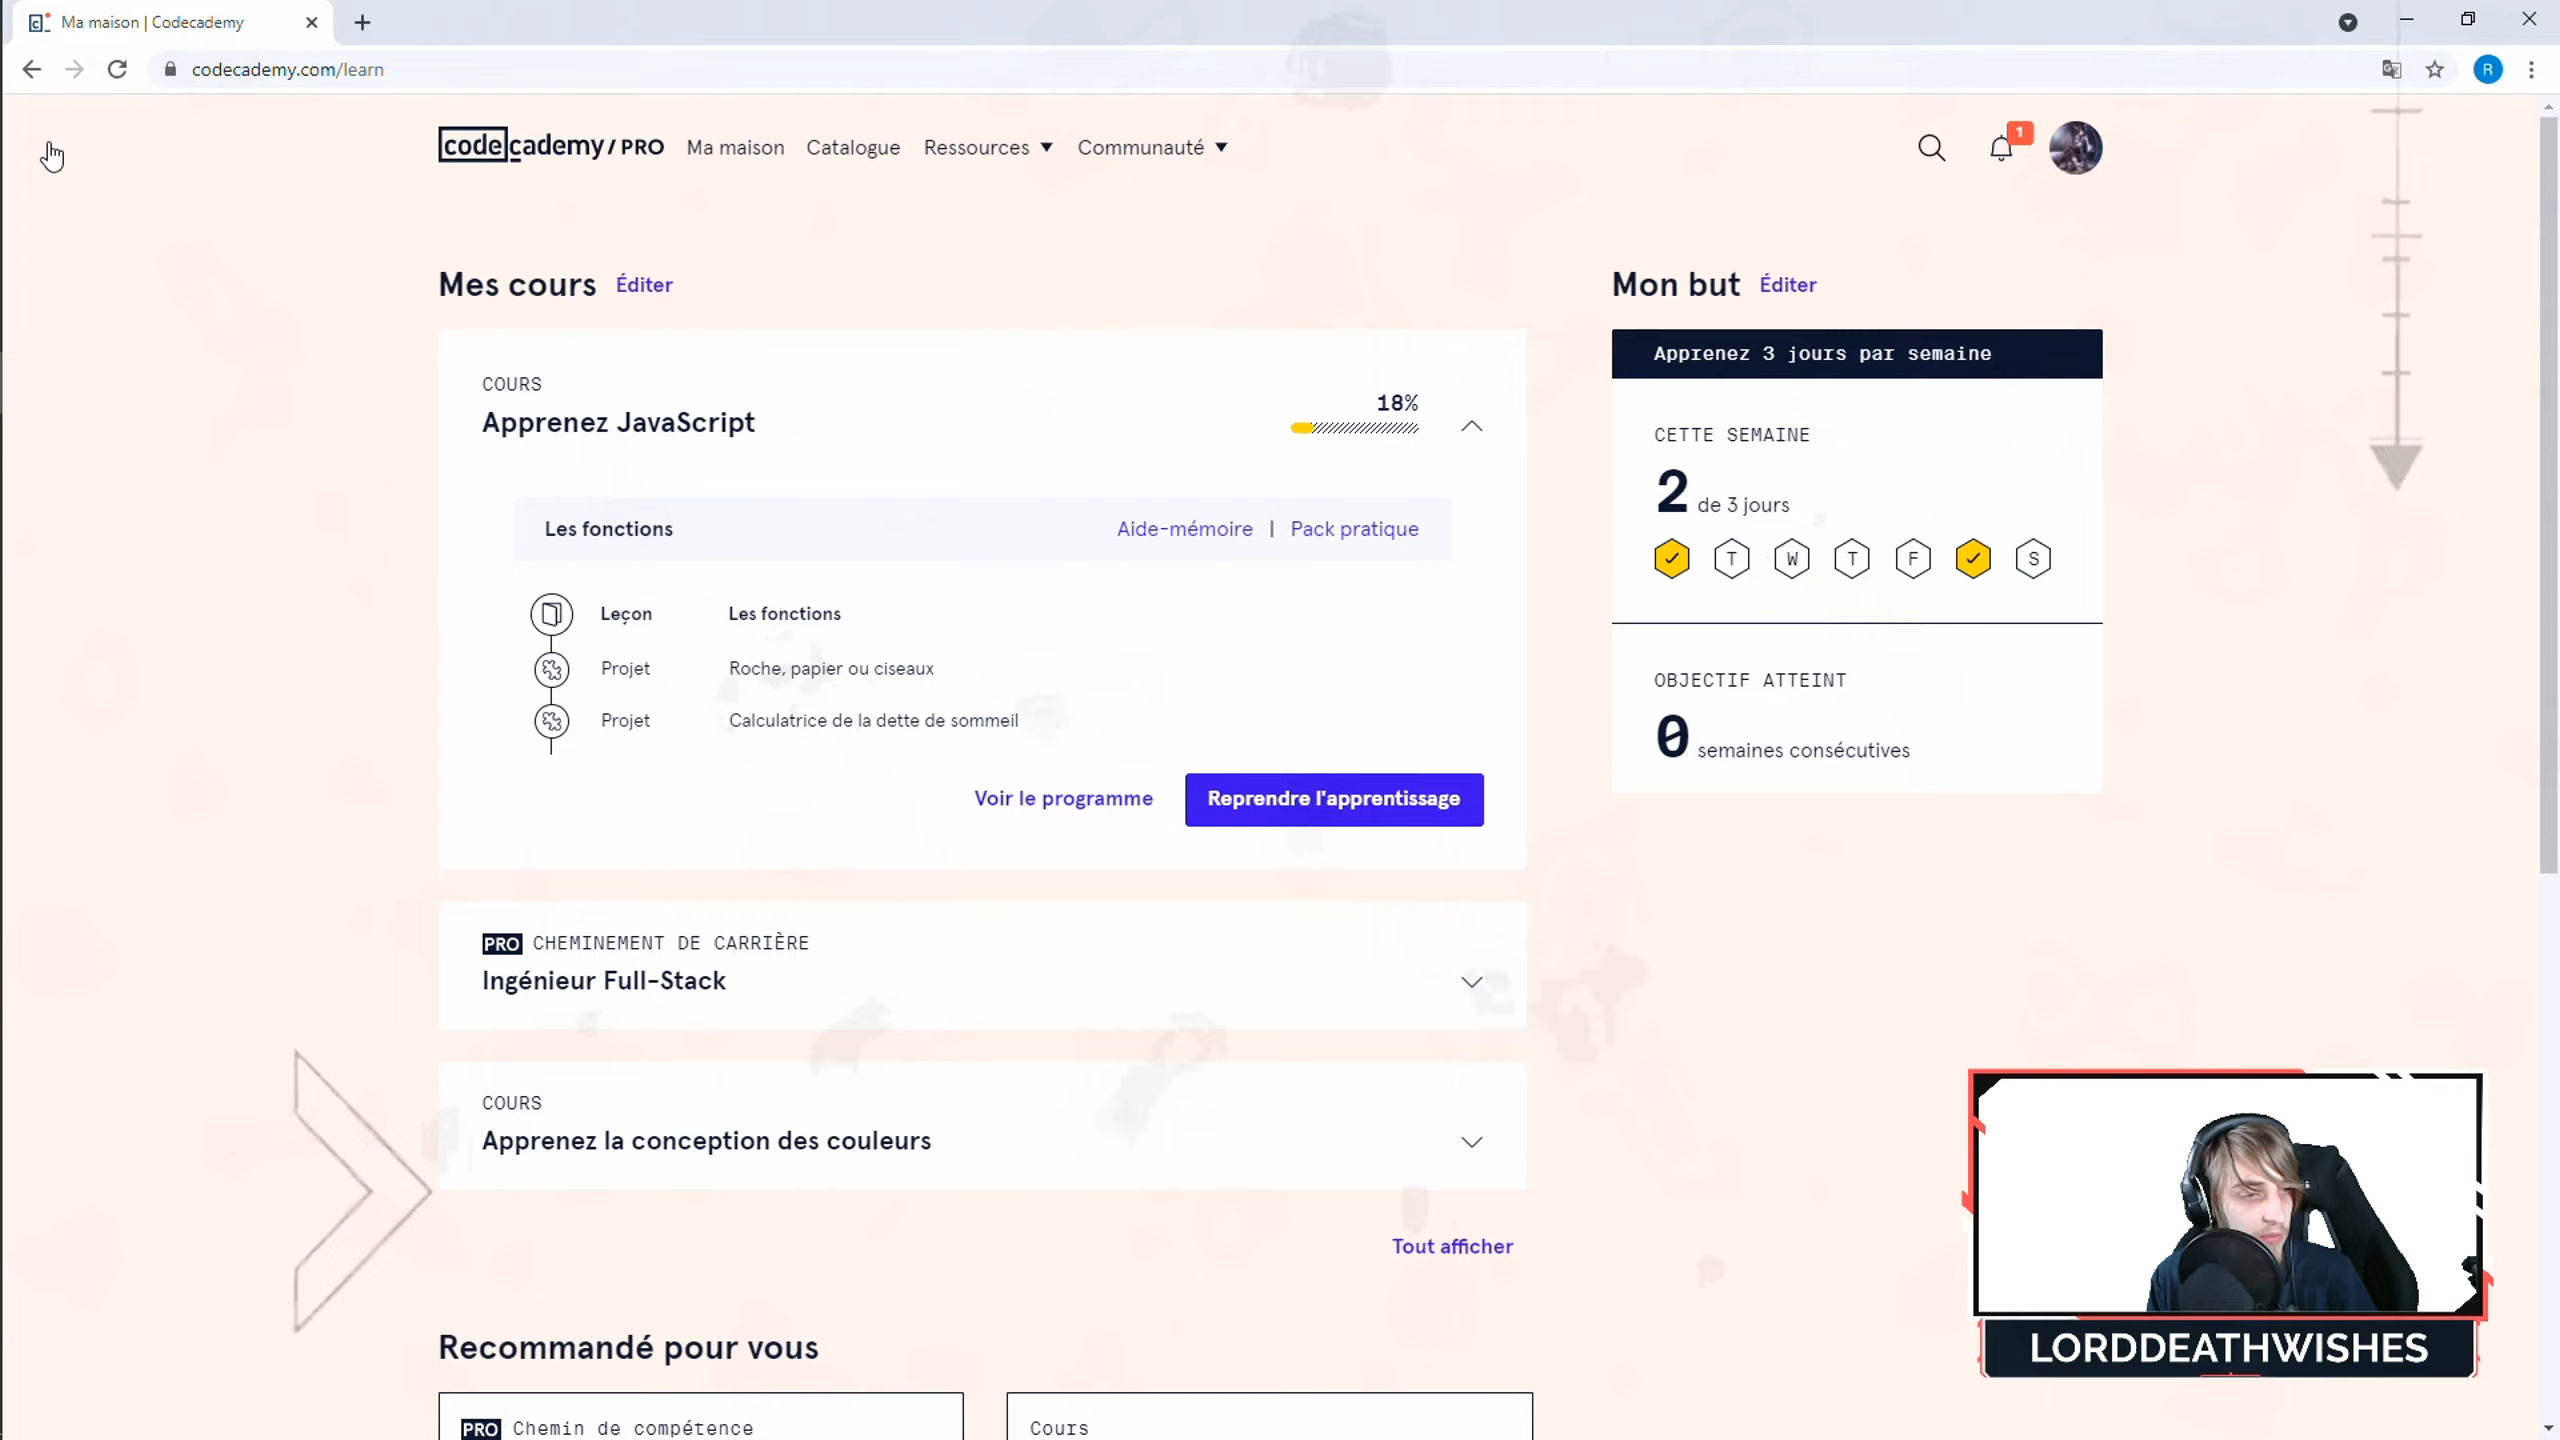 Ma maison | Codecademy
codecademy.com/learn
R
codecademy/PRO Ma maison Catalogue Ressources Communauté
1
Mes cours Éditer
COURS
Apprenez JavaScript
18%
Les fonctions Aide-mémoire | Pack pratique
Leçon Les fonctions
Projet Roche, papier ou ciseaux
Projet Calculatrice de la dette de sommeil
Voir le programme Reprendre l'apprentissage
PRO CHEMINEMENT DE CARRIÈRE
Ingénieur Full-Stack
COURS
Apprenez la conception des couleurs
Tout afficher
Mon but Éditer
Apprenez 3 jours par semaine
CETTE SEMAINE
2 de 3 jours
T W T F S
OBJECTIF ATTEINT
0 semaines consécutives
Recommandé pour vous
PRO Chemin de compétence
Cours
LORDDEATHWISHES